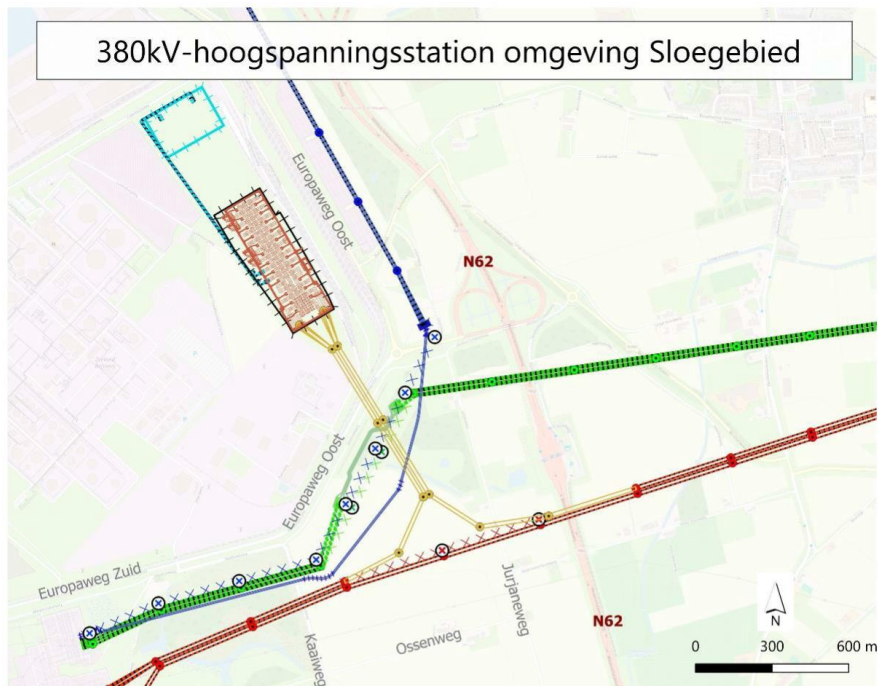 380kV-hoogspanningsstation omgeving Sloegebied
Europaweg Oost
N62
Europaweg Oost
Europaweg Zuid
Jurjaneweg
Ossenweg
Kaaiweg
N62
N
0 300 600 m